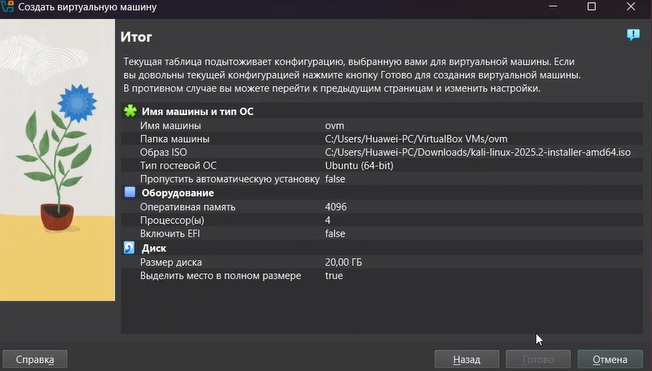 Создать виртуальную машину
Итог
Текущая таблица подытоживает конфигурацию, выбранную вами для виртуальной машины. Если
вы довольны текущей конфигурацией нажмите кнопку Готово для создания виртуальной машины.
В противном случае вы можете перейти к предыдущим страницам и изменить настройки.
Имя машины и тип ОС
Имя машины ovm
Папка машины C:/Users/Huawei-PC/VirtualBox VMs/ovm
Образ ISO C:/Users/Huawei-PC/Downloads/kali-linux-2025.2-installer-amd64.iso
Тип гостевой ОС Ubuntu (64-bit)
Пропустить автоматическую установку false
Оборудование
Оперативная память 4096
Процессор(ы) 4
Включить EFI false
Диск
Размер диска 20,00 ГБ
Выделить место в полном размере true
Справка Назад Готово Отмена